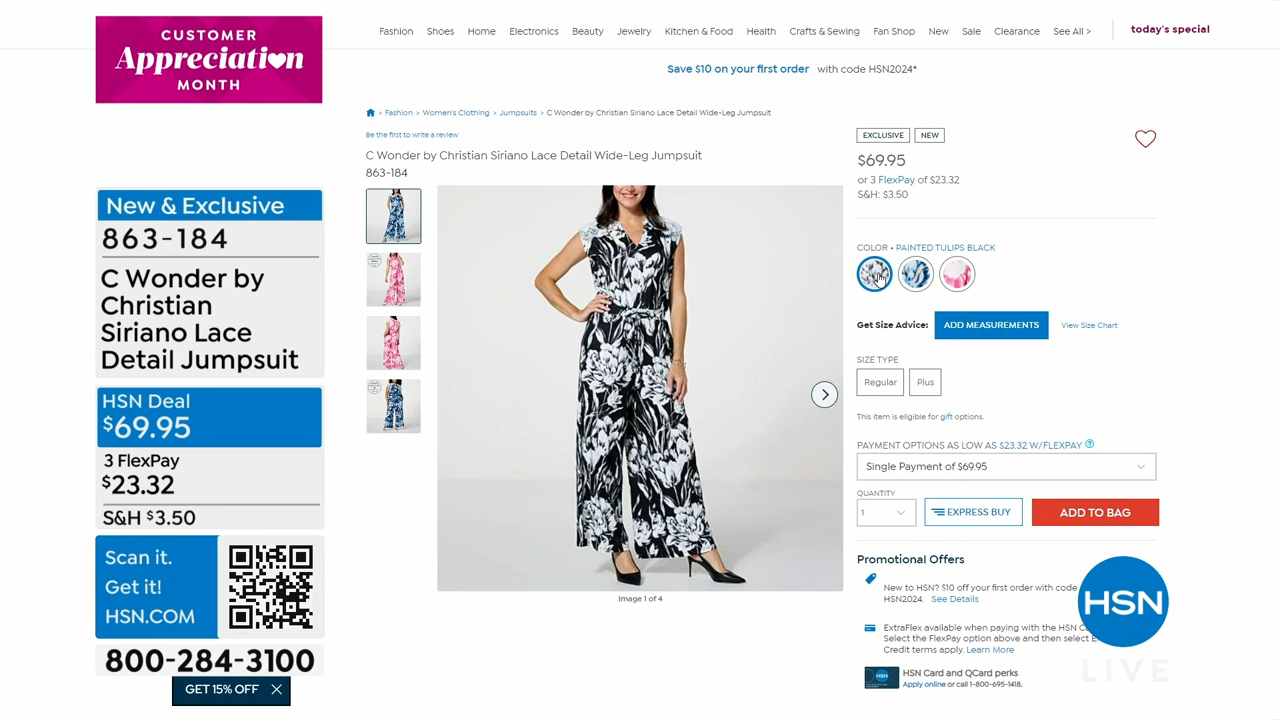 CUSTOMER
Appreciation
MONTH
Fashion Shoes Home Electronics Beauty Jewelry Kitchen & Food Health Crafts & Sewing Fan Shop New Sale Clearance See All > today's special
Save $10 on your first order with code HSN2024*
> Fashion > Women's Clothing > Jumpsuits > C Wonder by Christian Siriano Lace Detail Wide-Leg Jumpsuit
Be the first to write a review
C Wonder by Christian Siriano Lace Detail Wide-Leg Jumpsuit
863-184
Image 1 of 4
EXCLUSIVE NEW
$69.95
or 3 FlexPay of $23.32
S&H: $3.50
COLOR • PAINTED TULIPS BLACK
Get Size Advice: ADD MEASUREMENTS View Size Chart
SIZE TYPE
Regular Plus
This item is eligible for gift options.
PAYMENT OPTIONS AS LOW AS $23.32 W/FLEXPAY ?
Single Payment of $69.95
QUANTITY
1 EXPRESS BUY ADD TO BAG
Promotional Offers
New to HSN? $10 off your first order with code
HSN2024. See Details
ExtraFlex available when paying with the HSN
Select the FlexPay option above and then select
Credit terms apply. Learn More
HSN
HSN Card and QCard perks
Apply online or call 1-800-695-1418.
New & Exclusive
863-184
C Wonder by
Christian
Siriano Lace
Detail Jumpsuit
HSN Deal
$69.95
3 FlexPay
$23.32
S&H $3.50
Scan it.
Get it!
HSN.COM
800-284-3100
GET 15% OFF
HSN
LIVE